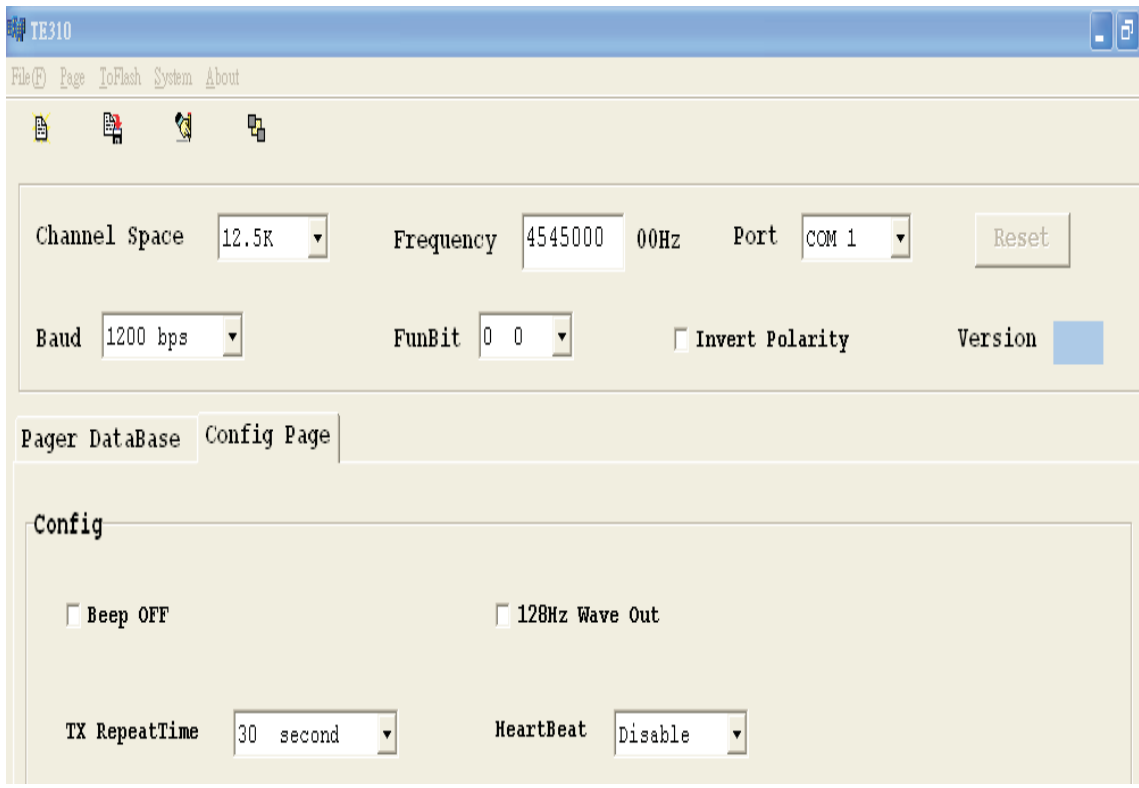 TE310
File(F) Page ToFlash System About
Channel Space 12.5K Frequency 4545000 00Hz Port COM 1 Reset
Baud 1200 bps FunBit 0 0 Invert Polarity Version
Pager DataBase Config Page
Config
Beep OFF 128Hz Wave Out
TX RepeatTime 30 second HeartBeat Disable